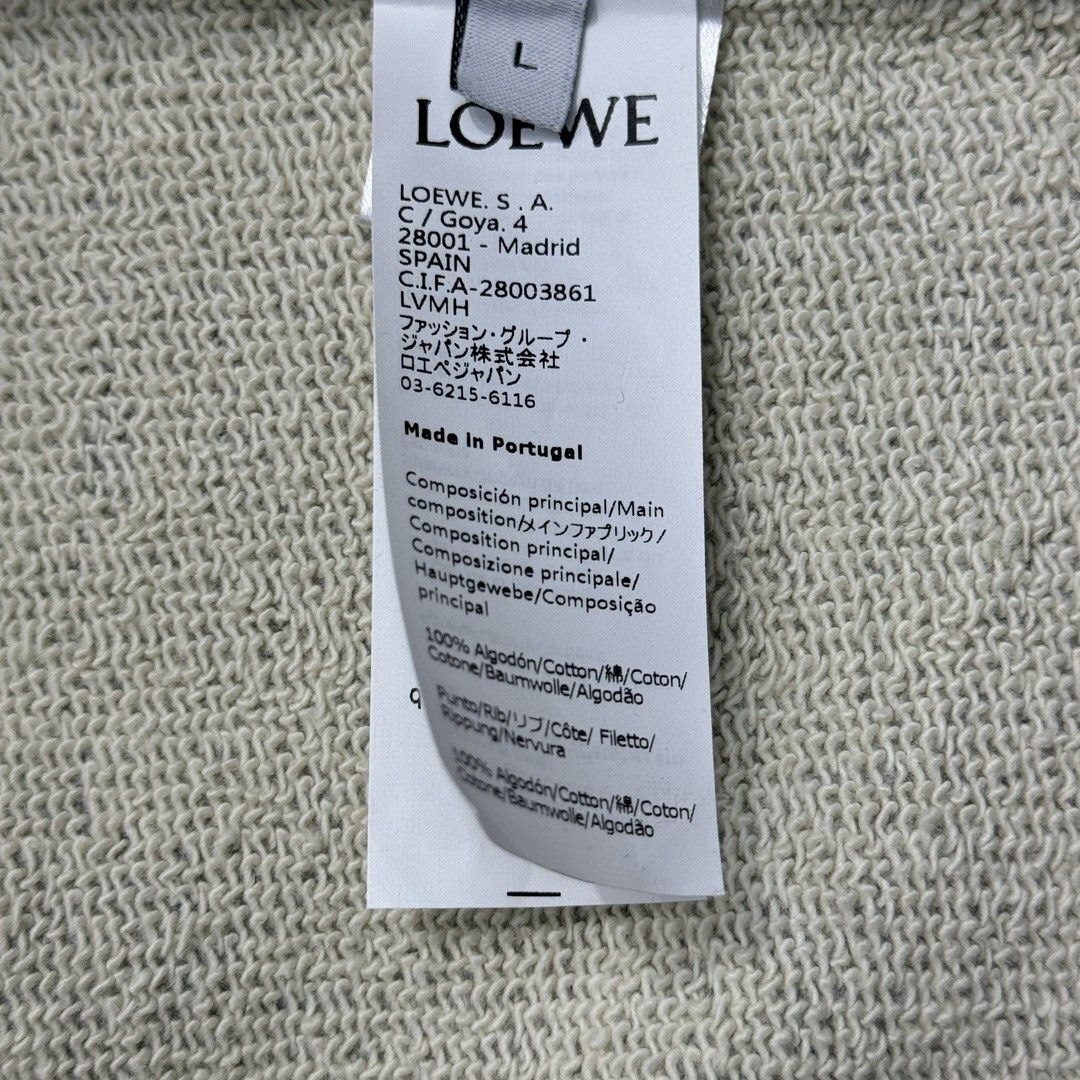 L
LOEWE
LOEWE. S . A.
C / Goya. 4
28001 - Madrid
SPAIN
C.I.F.A-28003861
LVMH
ファッション・グループ・
ジャパン株式会社
ロエベジャパン
03-6215-6116
Made in Portugal
Composición principal/Main
composition/メインファブリック/
Composition principal/
Composizione principale/
Hauptgewebe/Composição
principal
100% Algodón/Cotton/綿/Coton/
Cotone/Baumwolle/Algodão
Punto/Rib/リブ/Côte/ Filetto/
Rippung/Nervura
100% Algodón/Cotton/綿/Coton/
Cotone/Baumwolle/Algodão